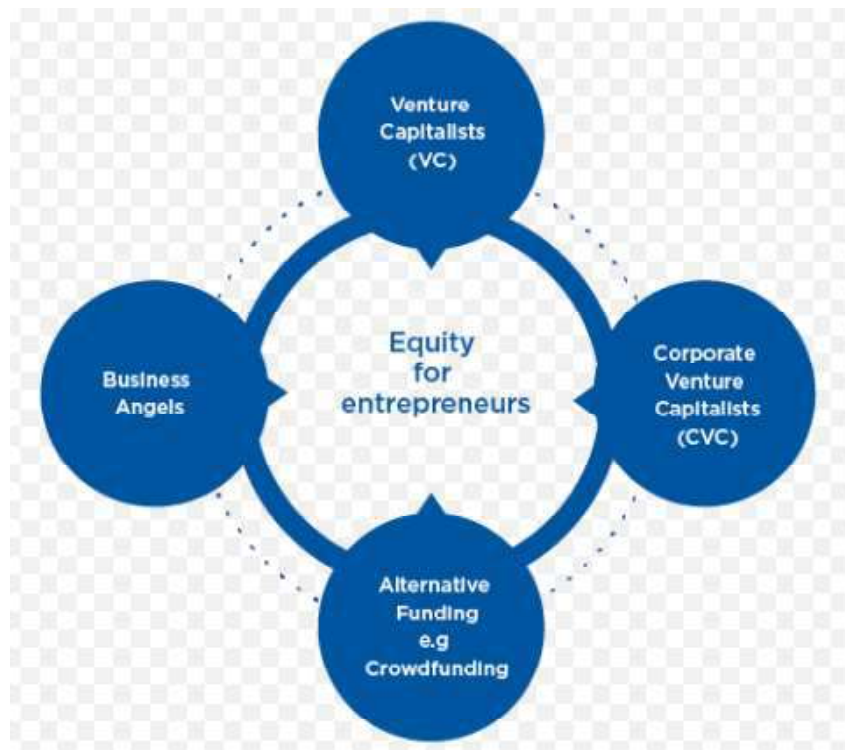 Venture
Capitalists
(VC)
Equity
for
entrepreneurs
Business
Angels
Corporate
Venture
Capitalists
(CVC)
Alternative
Funding
e.g
Crowdfunding